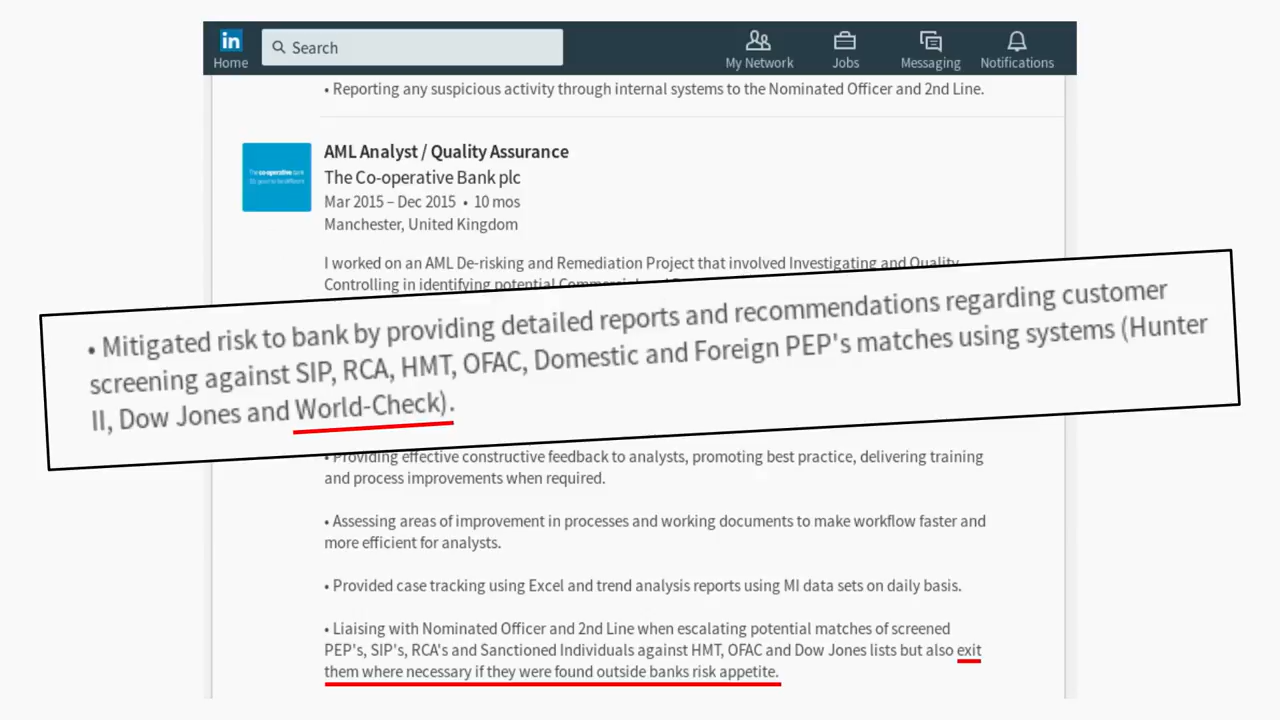 in
Search
Home
My Network
Jobs
Messaging
Notifications
• Reporting any suspicious activity through internal systems to the Nominated Officer and 2nd Line.
The co-operative bank
AML Analyst / Quality Assurance
The Co-operative Bank plc
Mar 2015 – Dec 2015 • 10 mos
Manchester, United Kingdom
I worked on an AML De-risking and Remediation Project that involved Investigating and Quality
Controlling in identifying potential
• Mitigated risk to bank by providing detailed reports and recommendations regarding customer
screening against SIP, RCA, HMT, OFAC, Domestic and Foreign PEP's matches using systems (Hunter
II, Dow Jones and World-Check).
• Providing effective constructive feedback to analysts, promoting best practice, delivering training
and process improvements when required.
• Assessing areas of improvement in processes and working documents to make workflow faster and
more efficient for analysts.
• Provided case tracking using Excel and trend analysis reports using MI data sets on daily basis.
• Liaising with Nominated Officer and 2nd Line when escalating potential matches of screened
PEP's, SIP's, RCA's and Sanctioned Individuals against HMT, OFAC and Dow Jones lists but also exit
them where necessary if they were found outside banks risk appetite.